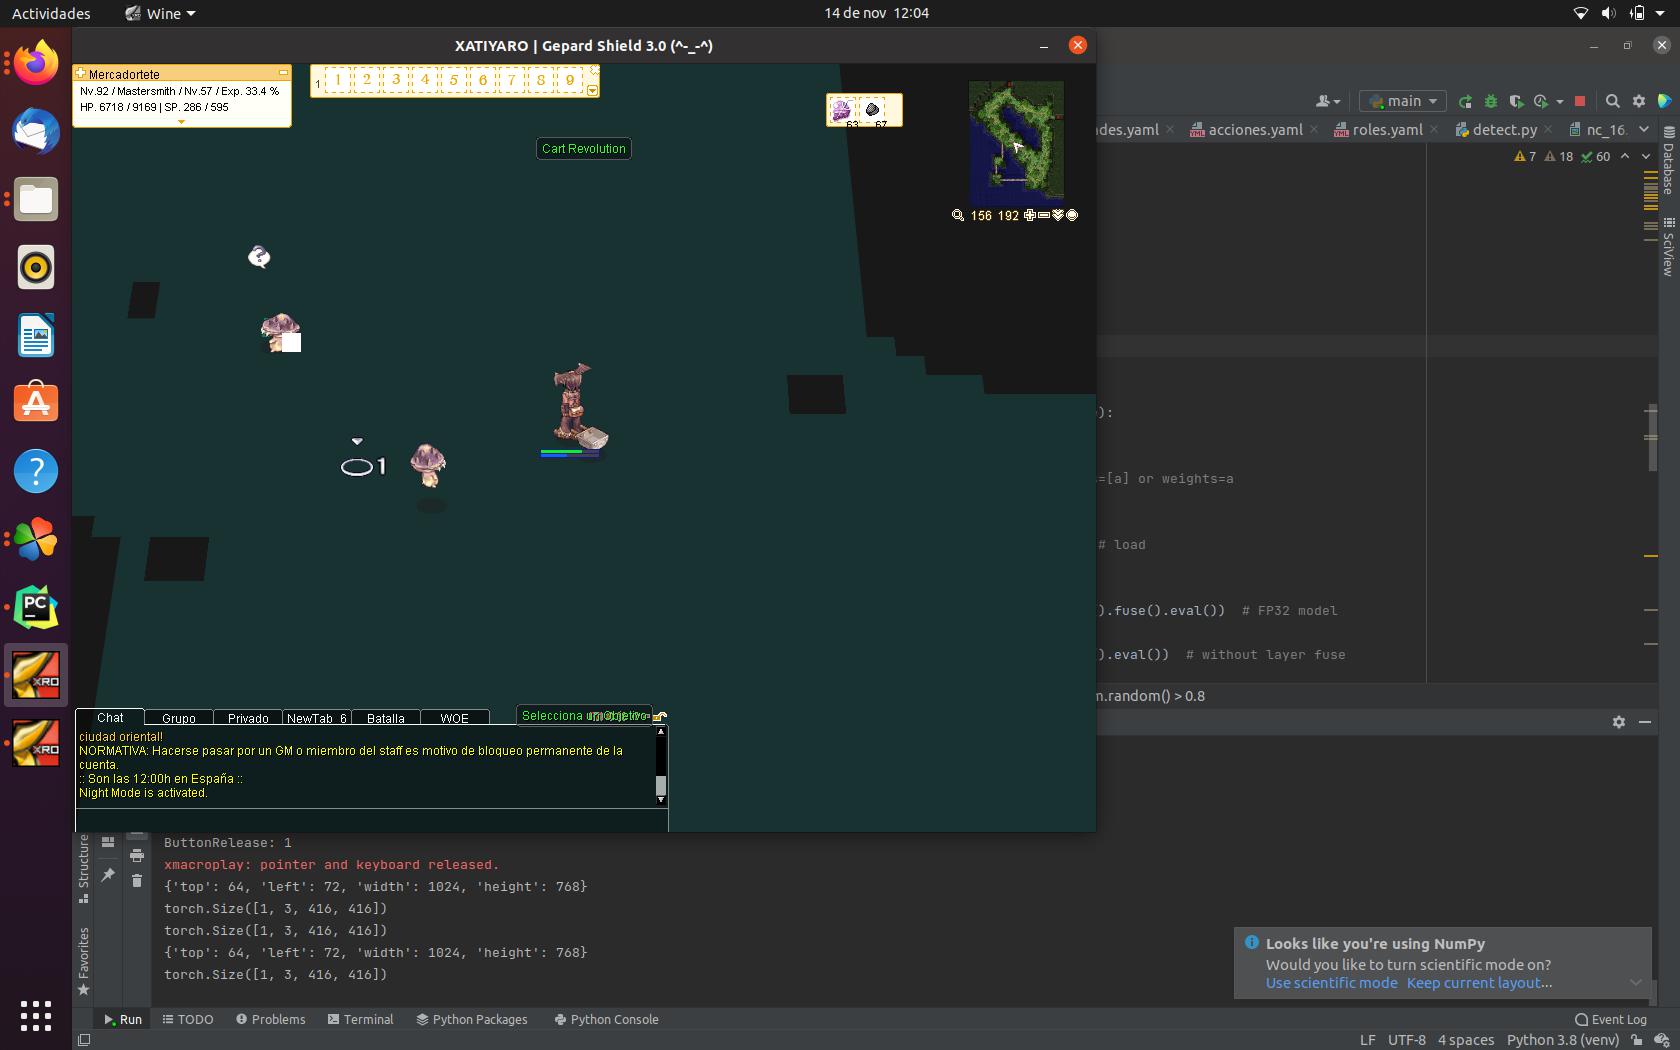 Actividades
Wine
14 de nov 12:04
XATIYARO | Gepard Shield 3.0 (^-_-^)
Mercadortete
Nv.92 / Mastersmith / Nv.57 / Exp. 33.4 %
HP. 6718 / 9169 | SP. 286 / 595
1 1 2 3 4 5 6 7 8 9
63 67
Cart Revolution
156 192
1
main
acciones.yaml
roles.yaml
detect.py
nc_16.
7 18 60
Database
SciView
):
=[a] or weights=a
# load
).fuse().eval()) # FP32 model
).eval()) # without layer fuse
m.random() > 0.8
Chat Grupo Privado NewTab 6 Batalla WOE
ciudad oriental!
NORMATIVA: Hacerse pasar por un GM o miembro del staff es motivo de bloqueo permanente de la
cuenta.
:: Son las 12:00h en España ::
Night Mode is activated.
PC
XRO
XRO
Structure
Favorites
ButtonRelease: 1
xmacroplay: pointer and keyboard released.
{'top': 64, 'left': 72, 'width': 1024, 'height': 768}
torch.Size([1, 3, 416, 416])
torch.Size([1, 3, 416, 416])
{'top': 64, 'left': 72, 'width': 1024, 'height': 768}
torch.Size([1, 3, 416, 416])
Looks like you're using NumPy
Would you like to turn scientific mode on?
Use scientific mode Keep current layout...
Run TODO Problems Terminal Python Packages Python Console
Event Log
LF UTF-8 4 spaces Python 3.8 (venv)